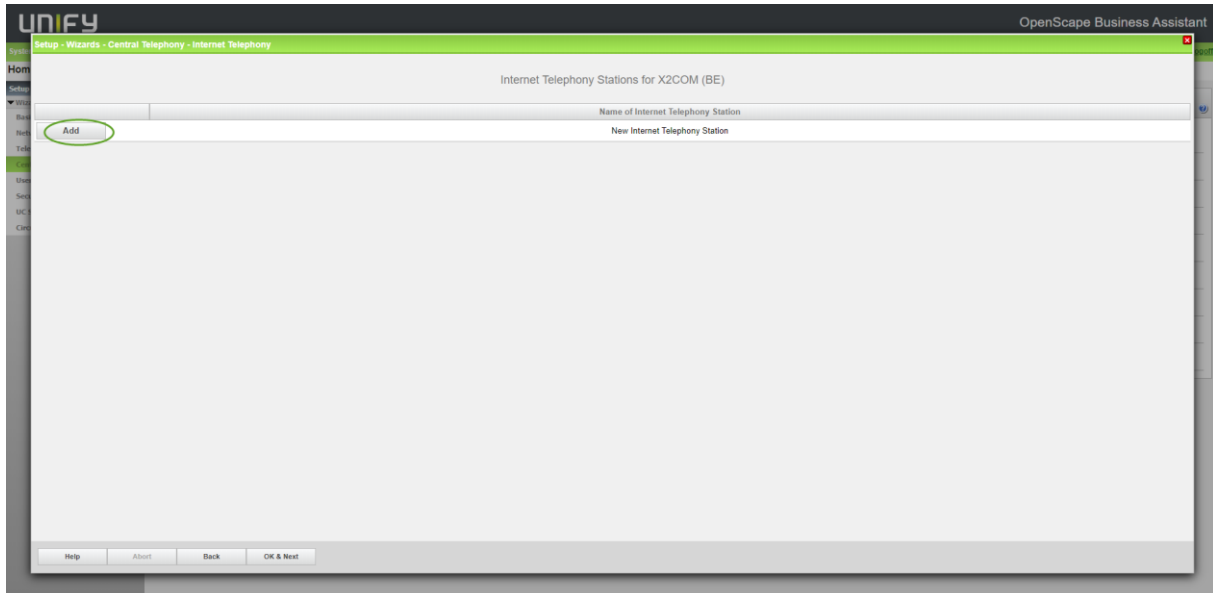 UNIFY
OpenScape Business Assistant
Setup - Wizards - Central Telephony - Internet Telephony
Internet Telephony Stations for X2COM (BE)
Name of Internet Telephony Station
Add
New Internet Telephony Station
Help
Abort
Back
OK & Next